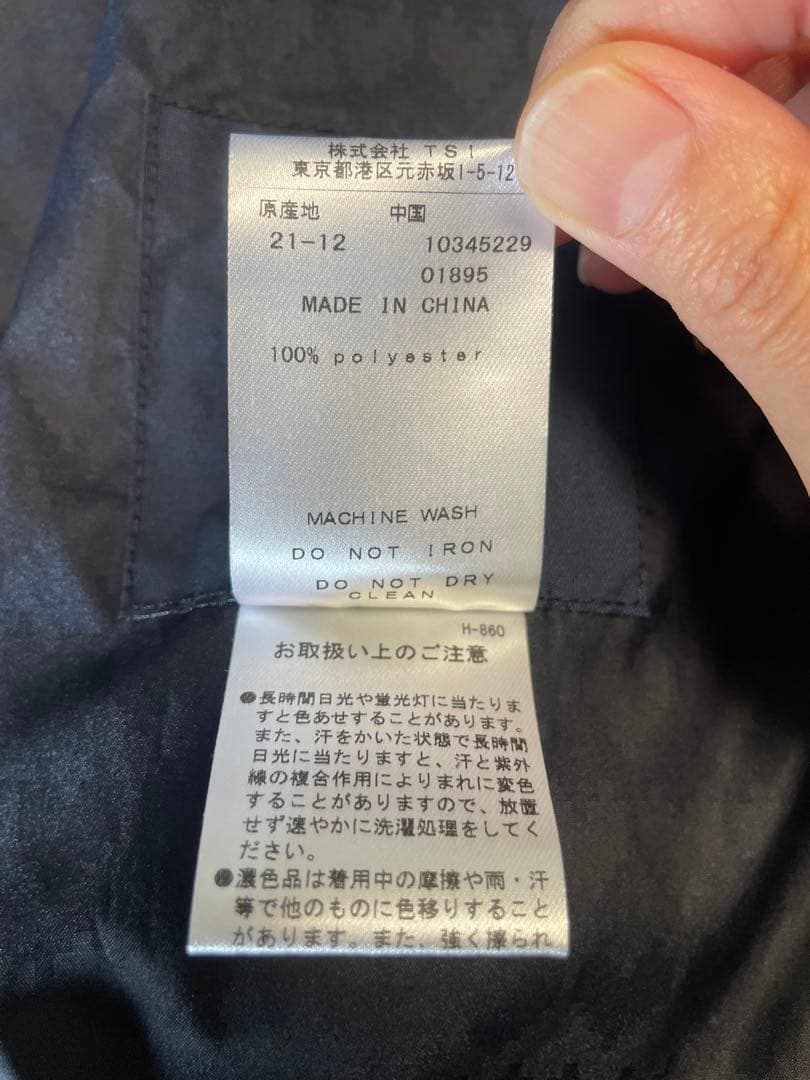 株式会社 TSI
東京都港区元赤坂1-5-12
原産地 中国
21-12 10345229
01895
MADE IN CHINA
100% polyester
MACHINE WASH
DO NOT IRON
DO NOT DRY
CLEAN
H-860
お取扱い上のご注意
●長時間日光や蛍光灯に当たりま
すと色あせすることがあります。
また、汗をかいた状態で長時間
日光に当たりますと、汗と紫外
線の複合作用によりまれに変色
することがありますので、放置
せず速やかに洗濯処理をしてく
ださい。
●濃色品は着用中の摩擦や雨・汗
等で他のものに色移りすること
があります。また、強く擦られ